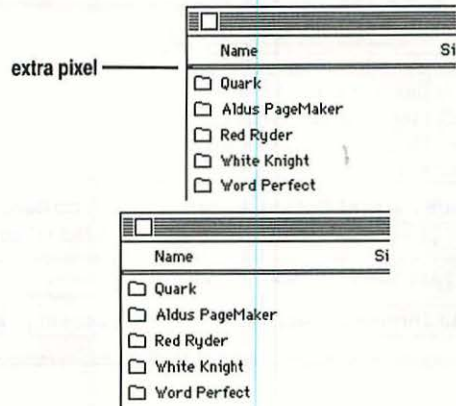 Name Si
extra pixel
Quark
Aldus PageMaker
Red Ryder
White Knight
Word Perfect
Name Si
Quark
Aldus PageMaker
Red Ryder
White Knight
Word Perfect